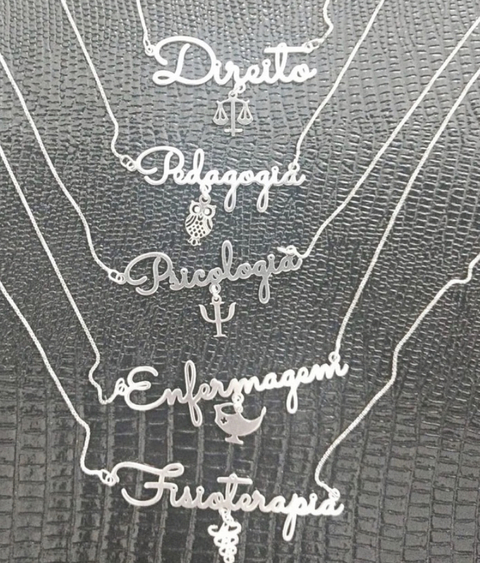 Direito
Pedagogia
Psicologia
Enfermagem
Fisioterapia